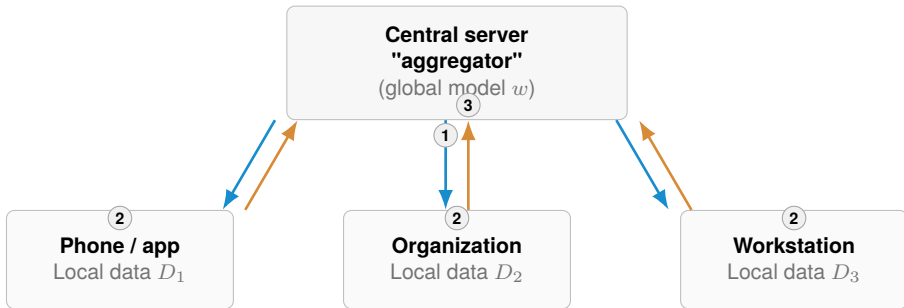 Central server
"aggregator"
(global model w)
3
1
2
2
2
Phone / app
Local data D₁
Organization
Local data D₂
Workstation
Local data D₃